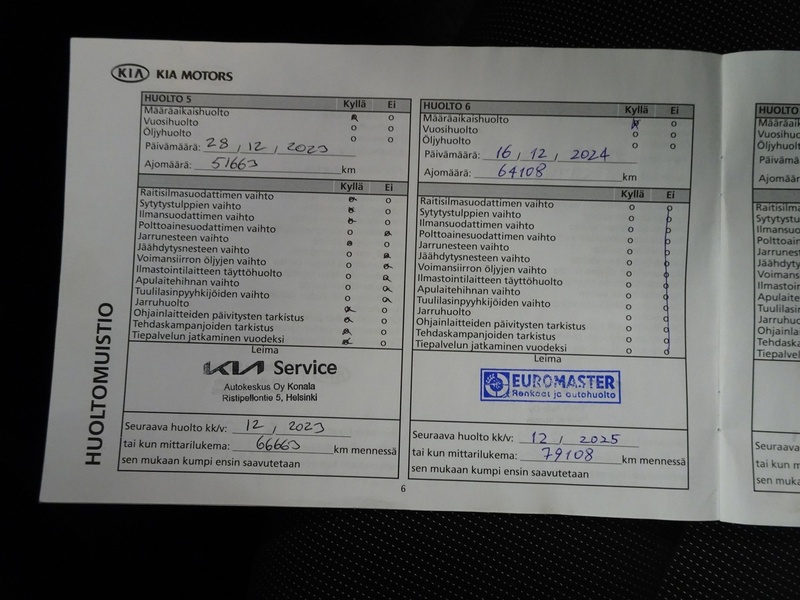 KIA KIA MOTORS
HUOLTOMUISTIO
HUOLTO 5 Kyllä Ei
Määräaikaishuolto
Vuosihuolto
Öljyhuolto
Päivämäärä: 28, 12, 2023
Ajomäärä: 51663 km
Kyllä Ei
Raitisilmasuodattimen vaihto
Sytytystulppien vaihto
Ilmansuodattimen vaihto
Polttoainesuodattimen vaihto
Jarrunesteen vaihto
Jäähdytysnesteen vaihto
Voimansiirron öljyjen vaihto
Ilmastointilaitteen täyttöhuolto
Apulaitehihnan vaihto
Tuulilasinpyyhkijöiden vaihto
Jarruhuolto
Ohjainlaitteiden päivitysten tarkistus
Tehdaskampanjoiden tarkistus
Tiepalvelun jatkaminen vuodeksi
Leima
KIA Service
Autokeskus Oy Konala
Ristipellontie 5, Helsinki
Seuraava huolto kk/v: 12, 2023
tai kun mittarilukema: 66663 km mennessä
sen mukaan kumpi ensin saavutetaan
6
HUOLTO 6 Kyllä Ei
Määräaikaishuolto
Vuosihuolto
Öljyhuolto
Päivämäärä: 16, 12, 2024
Ajomäärä: 64108 km
Kyllä Ei
Raitisilmasuodattimen vaihto
Sytytystulppien vaihto
Ilmansuodattimen vaihto
Polttoainesuodattimen vaihto
Jarrunesteen vaihto
Jäähdytysnesteen vaihto
Voimansiirron öljyjen vaihto
Ilmastointilaitteen täyttöhuolto
Apulaitehihnan vaihto
Tuulilasinpyyhkijöiden vaihto
Jarruhuolto
Ohjainlaitteiden päivitysten tarkistus
Tehdaskampanjoiden tarkistus
Tiepalvelun jatkaminen vuodeksi
Leima
EUROMASTER
Renkaat ja autohuolto
Seuraava huolto kk/v: 12, 2025
tai kun mittarilukema: 79108 km mennessä
sen mukaan kumpi ensin saavutetaan
HUOLTO